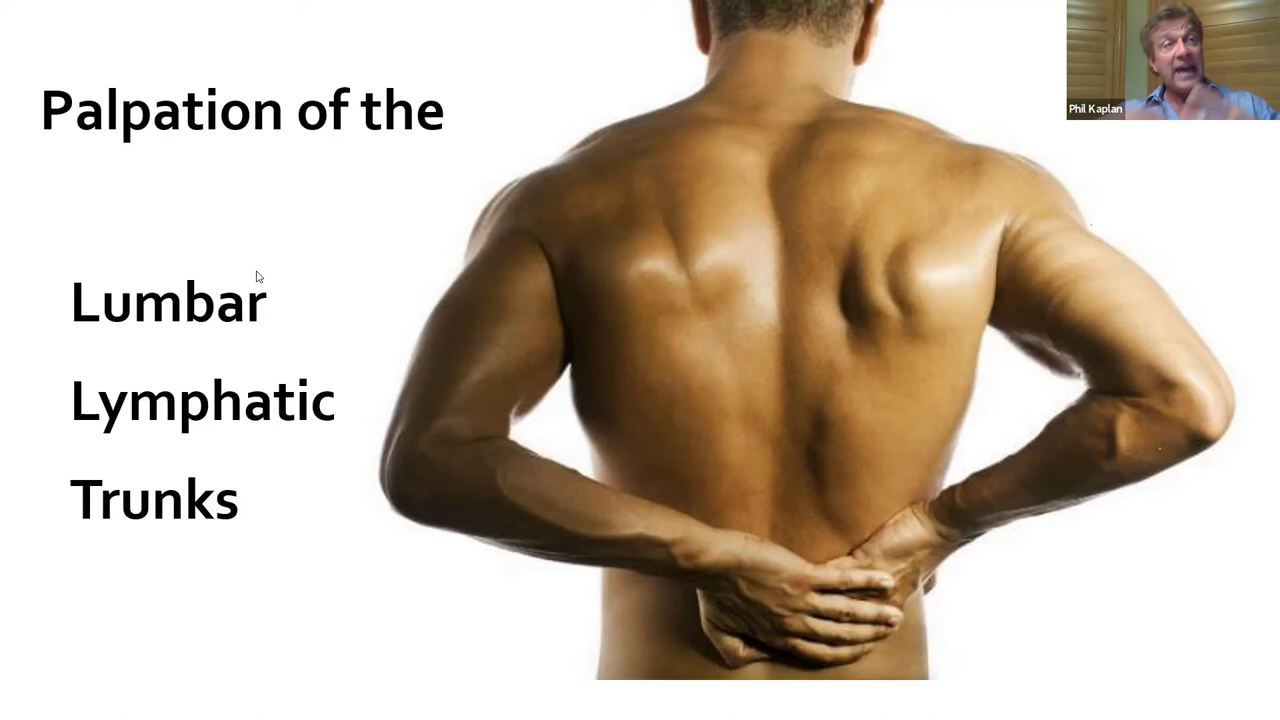 Palpation of the
Phil Kaplan
Lumbar
Lymphatic
Trunks